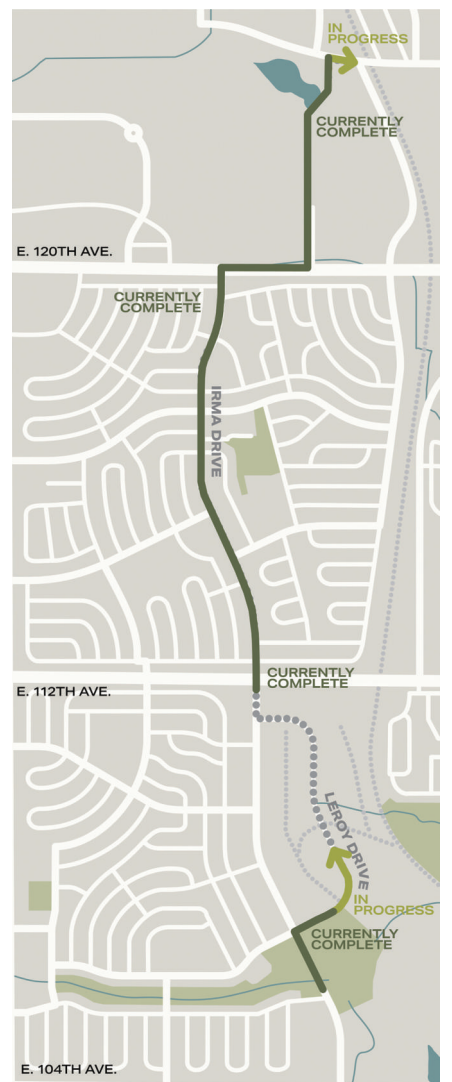 IN
PROGRESS
CURRENTLY
COMPLETE
E. 120TH AVE.
CURRENTLY
COMPLETE
IRMA DRIVE
CURRENTLY
COMPLETE
E. 112TH AVE.
LEROY DRIVE
IN
PROGRESS
CURRENTLY
COMPLETE
E. 104TH AVE.